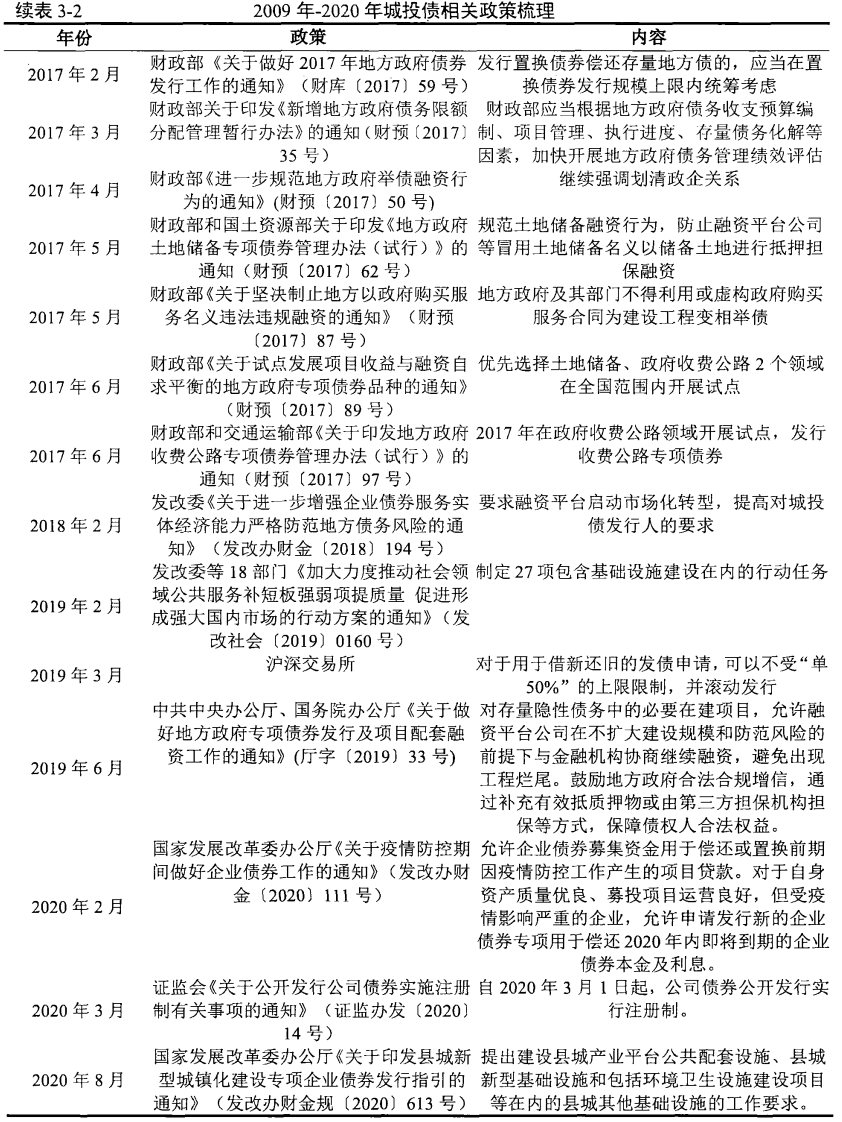 续表 3-2 2009 年-2020 年城投债相关政策梳理
年份 政策 内容
2017 年 2 月 财政部《关于做好 2017 年地方政府债券 发行置换债券偿还存量地方债的，应当在置
发行工作的通知》（财库〔2017〕59 号） 换债券发行规模上限内统筹考虑
2017 年 3 月 财政部关于印发《新增地方政府债务限额 财政部应当根据地方政府债务收支预算编
分配管理暂行办法》的通知（财预〔2017〕 制、项目管理、执行进度、存量债务化解等
35 号） 因素，加快开展地方政府债务管理绩效评估
2017 年 4 月 财政部《进一步规范地方政府举债融资行 继续强调划清政企关系
为的通知》(财预〔2017〕50 号)
2017 年 5 月 财政部和国土资源部关于印发《地方政府 规范土地储备融资行为，防止融资平台公司
土地储备专项债券管理办法（试行）》的 等冒用土地储备名义以储备土地进行抵押担
通知（财预〔2017〕62 号） 保融资
2017 年 5 月 财政部《关于坚决制止地方以政府购买服 地方政府及其部门不得利用或虚构政府购买
务名义违法违规融资的通知》（财预 服务合同为建设工程变相举债
〔2017〕87 号）
2017 年 6 月 财政部《关于试点发展项目收益与融资自 优先选择土地储备、政府收费公路 2 个领域
求平衡的地方政府专项债券品种的通知》 在全国范围内开展试点
（财预〔2017〕89 号）
2017 年 6 月 财政部和交通运输部《关于印发地方政府 2017 年在政府收费公路领域开展试点，发行
收费公路专项债券管理办法（试行）》的 收费公路专项债券
通知（财预〔2017〕97 号）
2018 年 2 月 发改委《关于进一步增强企业债券服务实 要求融资平台启动市场化转型，提高对城投
体经济能力严格防范地方债务风险的通 债发行人的要求
知》（发改办财金〔2018〕194 号）
2019 年 2 月 发改委等 18 部门《加大力度推动社会领 制定 27 项包含基础设施建设在内的行动任务
域公共服务补短板强弱项提质量 促进形
成强大国内市场的行动方案的通知》（发
改社会〔2019〕0160 号）
2019 年 3 月 沪深交易所 对于用于借新还旧的发债申请，可以不受“单
50%”的上限限制，并滚动发行
2019 年 6 月 中共中央办公厅、国务院办公厅《关于做 对存量隐性债务中的必要在建项目，允许融
好地方政府专项债券发行及项目配套融 资平台公司在不扩大建设规模和防范风险的
资工作的通知》(厅字〔2019〕33 号) 前提下与金融机构协商继续融资，避免出现
工程烂尾。鼓励地方政府合法合规增信，通
过补充有效抵质押物或由第三方担保机构担
保等方式，保障债权人合法权益。
2020 年 2 月 国家发展改革委办公厅《关于疫情防控期 允许企业债券募集资金用于偿还或置换前期
间做好企业债券工作的通知》（发改办财 因疫情防控工作产生的项目贷款。对于自身
金〔2020〕111 号） 资产质量优良、募投项目运营良好，但受疫
情影响严重的企业，允许申请发行新的企业
债券专项用于偿还 2020 年内即将到期的企业
债券本金及利息。
2020 年 3 月 证监会《关于公开发行公司债券实施注册 自 2020 年 3 月 1 日起，公司债券公开发行实
制有关事项的通知》（证监办发〔2020〕 行注册制。
14 号）
2020 年 8 月 国家发展改革委办公厅《关于印发县城新 提出建设县城产业平台公共配套设施、县城
型城镇化建设专项企业债券发行指引的 新型基础设施和包括环境卫生设施建设项目
通知》（发改办财金规〔2020〕613 号） 等在内的县城其他基础设施的工作要求。